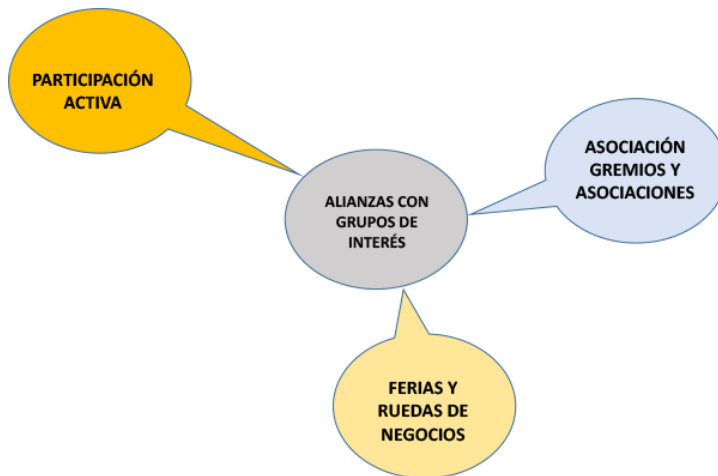 PARTICIPACIÓN
ACTIVA
ASOCIACIÓN
GREMIOS Y
ASOCIACIONES
ALIANZAS CON
GRUPOS DE
INTERÉS
FERIAS Y
RUEDAS DE
NEGOCIOS